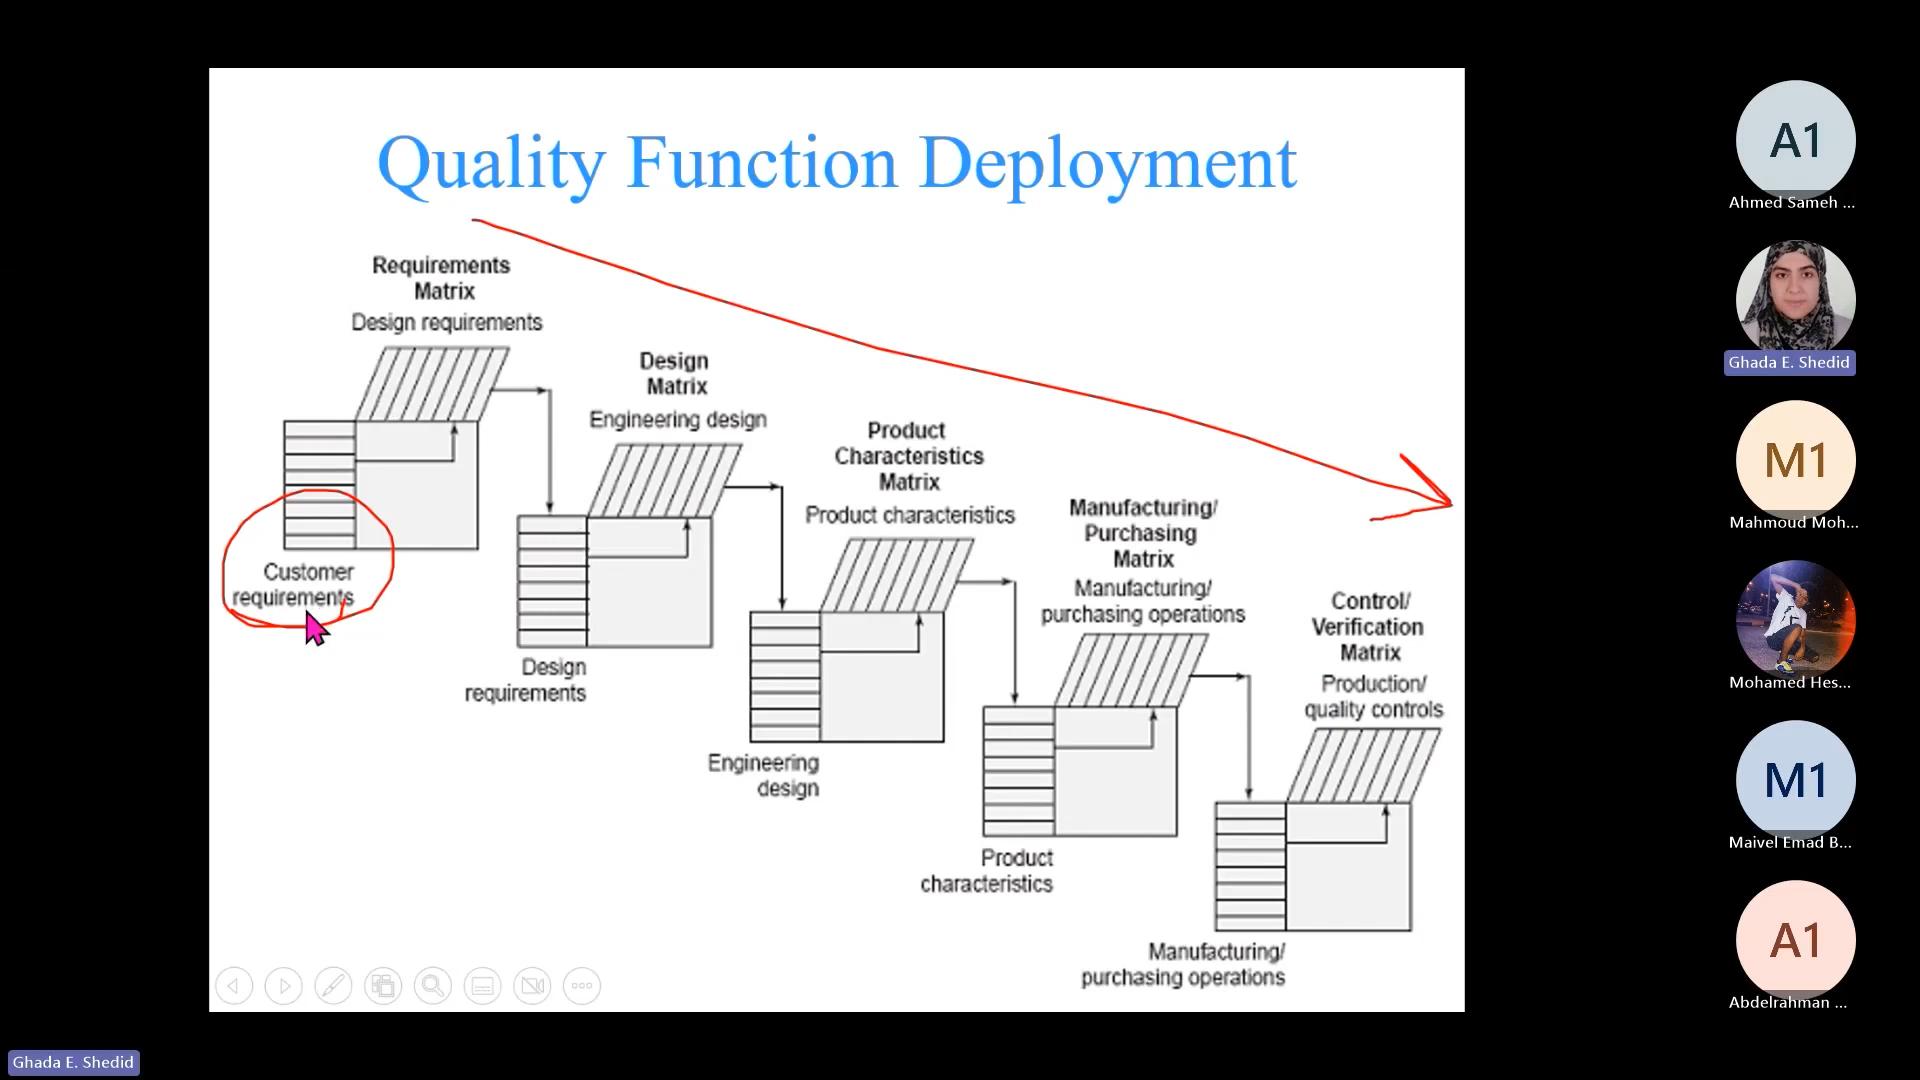 Quality Function Deployment
Requirements
Matrix
Design requirements
Customer
requirements
Design
Matrix
Engineering design
Design
requirements
Product
Characteristics
Matrix
Product characteristics
Engineering
design
Manufacturing/
Purchasing
Matrix
Manufacturing/
purchasing operations
Product
characteristics
Control/
Verification
Matrix
Production/
quality controls
Manufacturing/
purchasing operations
A1
Ahmed Sameh ...
Ghada E. Shedid
M1
Mahmoud Moh...
Mohamed Hes...
M1
Maivel Emad B...
A1
Abdelrahman ...
Ghada E. Shedid